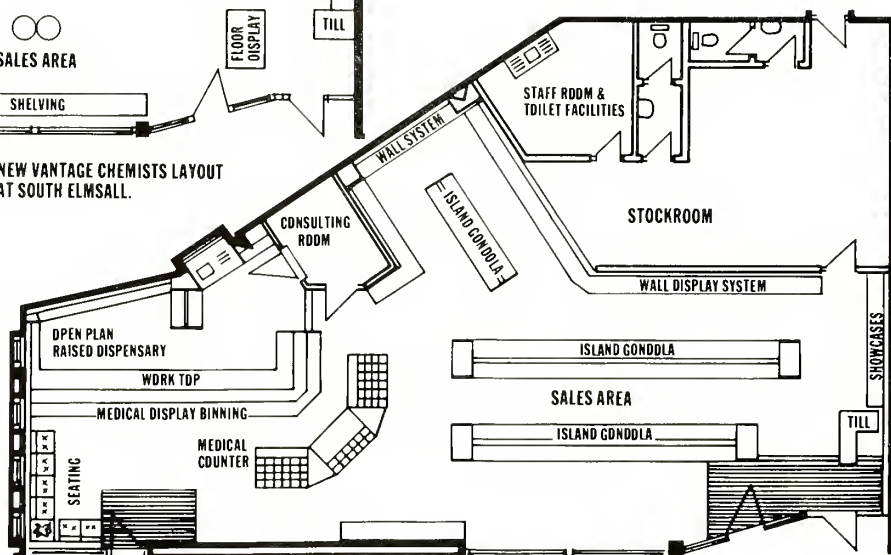 SALES AREA
FLOOR
DISPLAY
TILL
SHELVING
NEW VANTAGE CHEMISTS LAYOUT
AT SOUTH ELMSALL.
WALL SYSTEM
STAFF ROOM &
TOILET FACILITIES
ISLAND GONDOLA
CONSULTING
ROOM
STOCKROOM
WALL DISPLAY SYSTEM
OPEN PLAN
RAISED DISPENSARY
WORK TOP
MEDICAL DISPLAY BINNING
ISLAND GONDOLA
SHOWCASES
SALES AREA
TILL
ISLAND GONDOLA
MEDICAL
COUNTER
SEATING